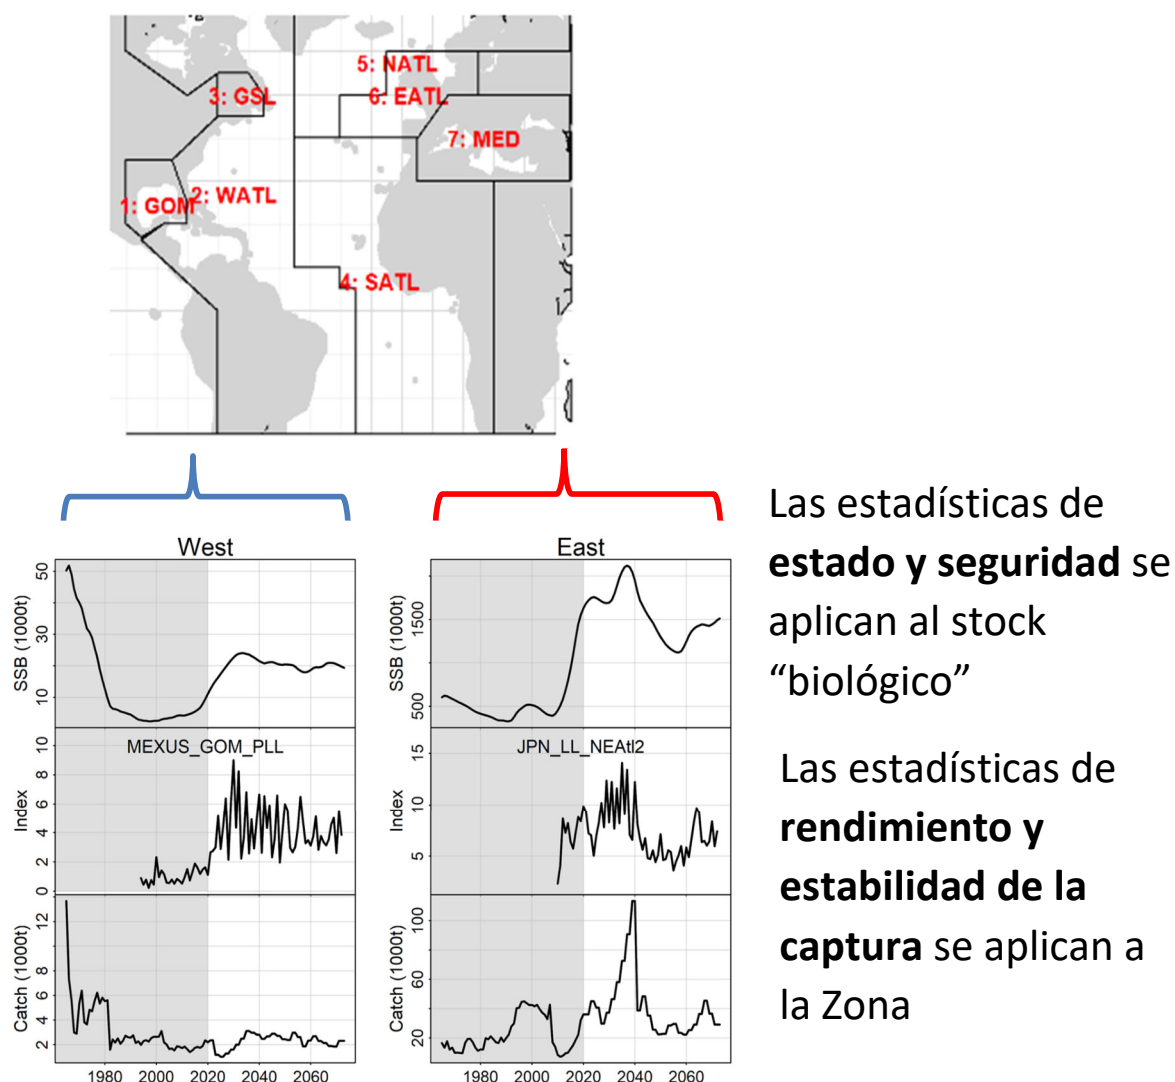 5: NATL
3: GSL
6: EATL
7: MED
1: GOM
2: WATL
4: SATL
West
East
SSB (1000t)
50
30
10
SSB (1000t)
1500
500
MEXUS_GOM_PLL
JPN_LL_NEAtl2
Index
10
8
6
4
2
0
Index
15
10
5
Catch (1000t)
12
8
6
4
2
Catch (1000t)
100
60
20
1980 2000 2020 2040 2060
1980 2000 2020 2040 2060
Las estadísticas de
estado y seguridad se
aplican al stock
“biológico”
Las estadísticas de
rendimiento y
estabilidad de la
captura se aplican a
la Zona